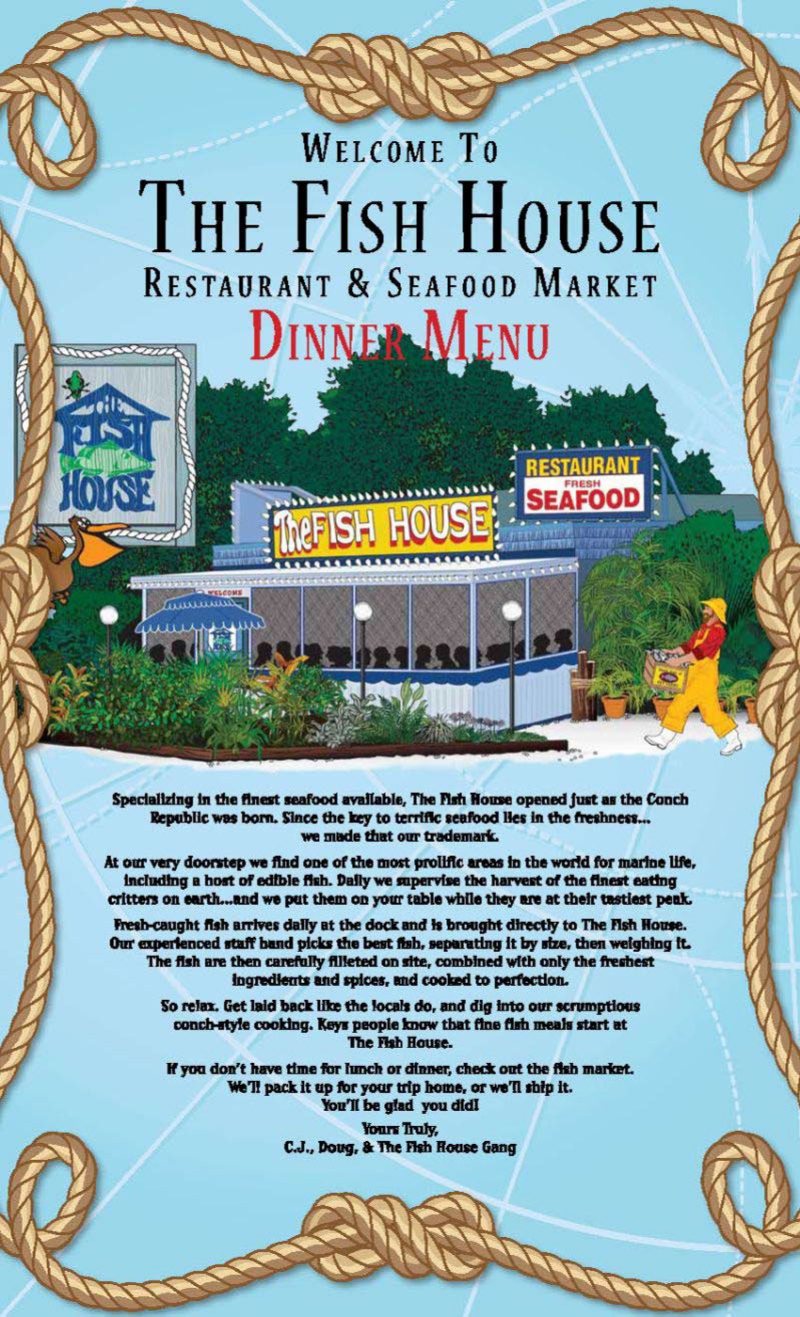 WELCOME TO
THE FISH HOUSE
RESTAURANT & SEAFOOD MARKET
DINNER MENU
THE
FISH
HOUSE
RESTAURANT
FRESH
SEAFOOD
The FISH HOUSE
WELCOME
Specializing in the finest seafood available, The Fish House opened just as the Conch
Republic was born. Since the key to terrific seafood lies in the freshness...
we made that our trademark.
At our very doorstep we find one of the most prolific areas in the world for marine life,
including a host of edible fish. Daily we supervise the harvest of the finest eating
critters on earth...and we put them on your table while they are at their tastiest peak.
Fresh-caught fish arrives daily at the dock and is brought directly to The Fish House.
Our experienced staff hand picks the best fish, separating it by size, then weighing it.
The fish are then carefully filleted on site, combined with only the freshest
ingredients and spices, and cooked to perfection.
So relax. Get laid back like the locals do, and dig into our scrumptious
conch-style cooking. Keys people know that fine fish meals start at
The Fish House.
If you don't have time for lunch or dinner, check out the fish market.
We'll pack it up for your trip home, or we'll ship it.
You'll be glad you did!
Yours Truly,
C.J., Doug, & The Fish House Gang